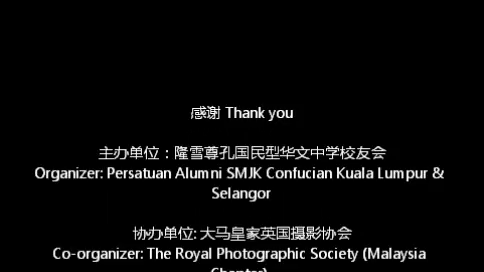 感谢 Thank you
主办单位：隆雪尊孔国民型华文中学校友会
Organizer: Persatuan Alumni SMJK Confucian Kuala Lumpur &
Selangor
协办单位: 大马皇家英国摄影协会
Co-organizer: The Royal Photographic Society (Malaysia
Chapter)